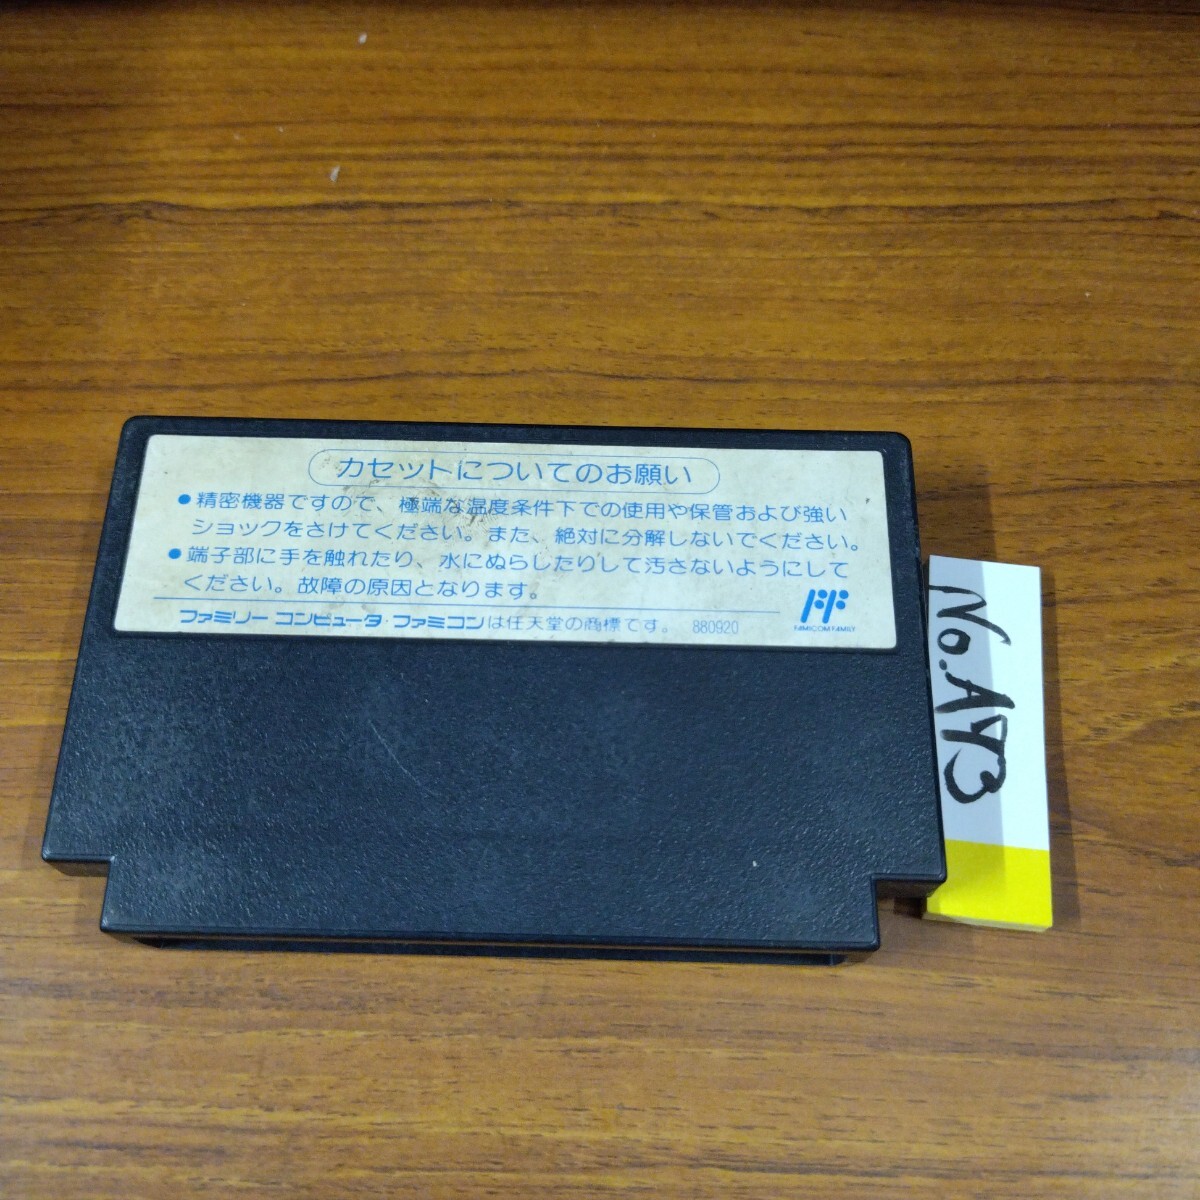 カセットについてのお願い
●精密機器ですので、極端な温度条件下での使用や保管および強い
ショックをさけてください。また、絶対に分解しないでください。
●端子部に手を触れたり、水にぬらしたりして汚さないようにして
ください。故障の原因となります。
ファミリーコンピュータ・ファミコンは任天堂の商標です。 880920
FAMICOM FAMILY
No.A93